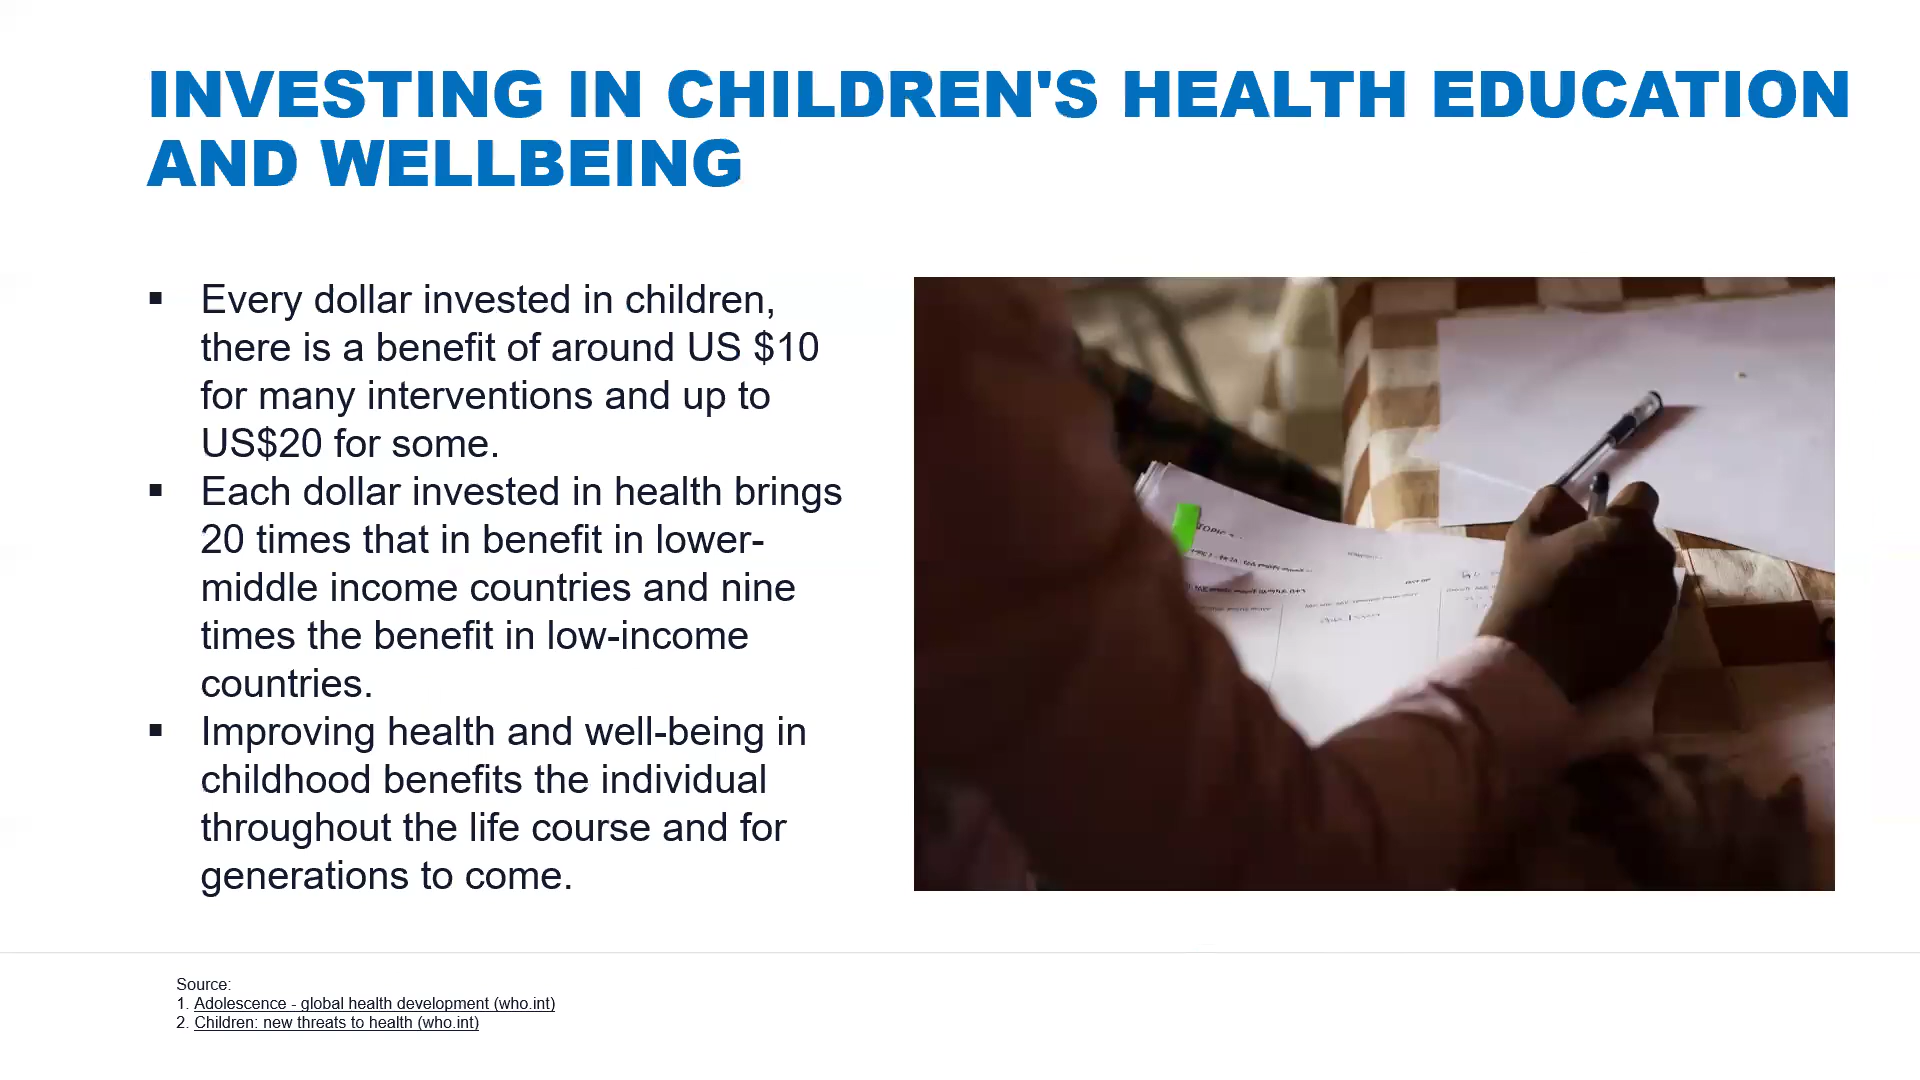 INVESTING IN CHILDREN'S HEALTH EDUCATION
AND WELLBEING
▪ Every dollar invested in children,
there is a benefit of around US $10
for many interventions and up to
US$20 for some.
▪ Each dollar invested in health brings
20 times that in benefit in lower-
middle income countries and nine
times the benefit in low-income
countries.
▪ Improving health and well-being in
childhood benefits the individual
throughout the life course and for
generations to come.
TOPIC
Source:
1. Adolescence - global health development (who.int)
2. Children: new threats to health (who.int)